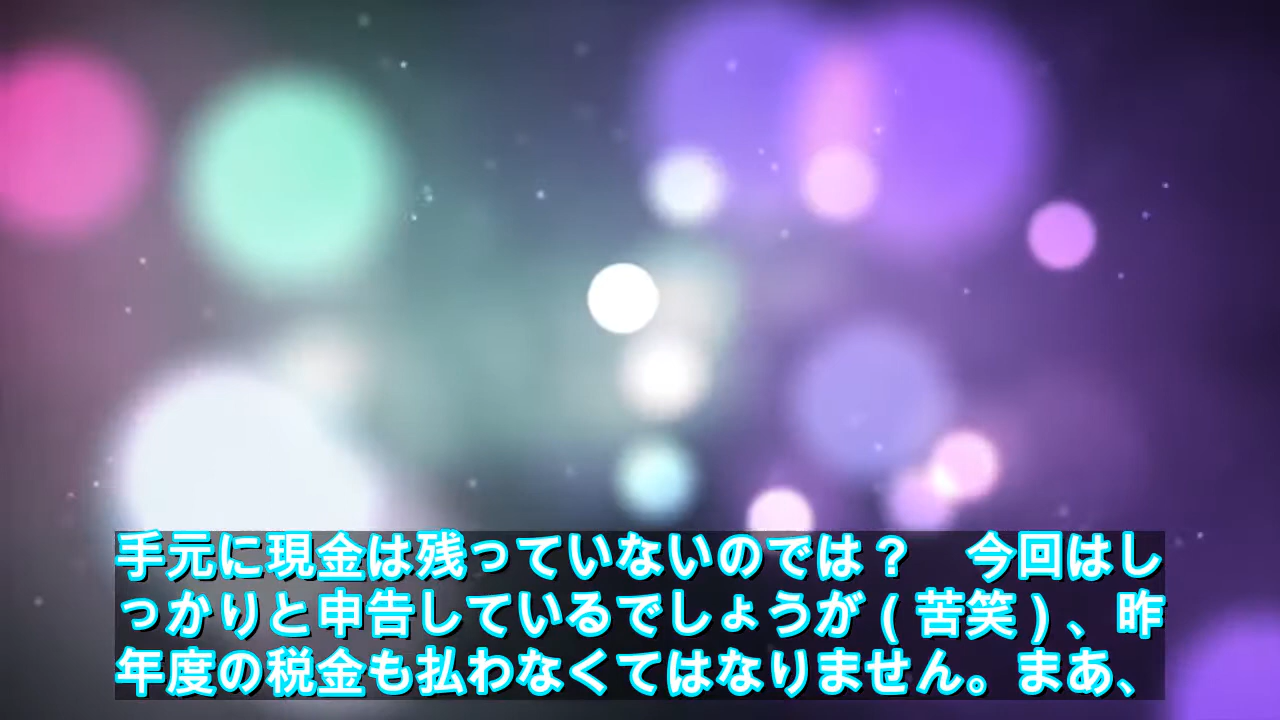 手元に現金は残っていないのでは？　今回はし
っかりと申告しているでしょうが(苦笑)、昨
年度の税金も払わなくてはなりません。まあ、